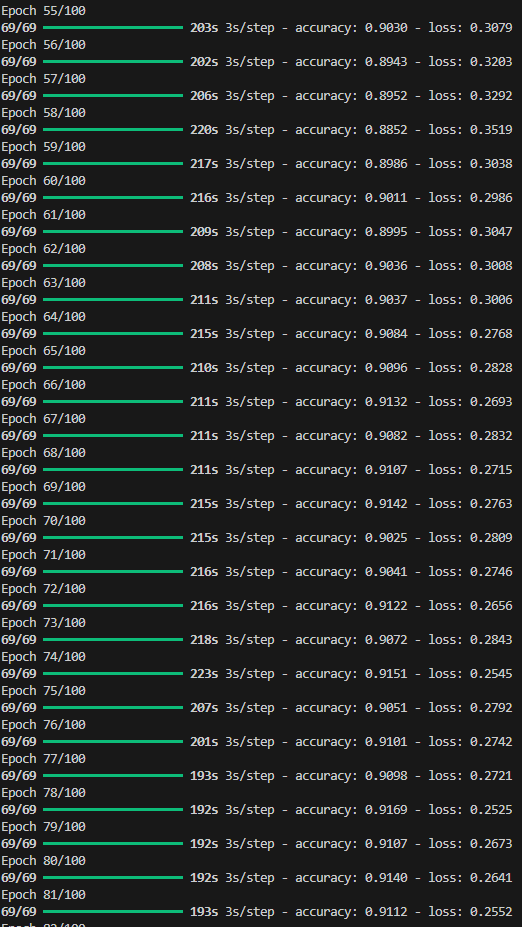 Epoch 55/100
69/69 203s 3s/step - accuracy: 0.9030 - loss: 0.3079
Epoch 56/100
69/69 202s 3s/step - accuracy: 0.8943 - loss: 0.3203
Epoch 57/100
69/69 206s 3s/step - accuracy: 0.8952 - loss: 0.3292
Epoch 58/100
69/69 220s 3s/step - accuracy: 0.8852 - loss: 0.3519
Epoch 59/100
69/69 217s 3s/step - accuracy: 0.8986 - loss: 0.3038
Epoch 60/100
69/69 216s 3s/step - accuracy: 0.9011 - loss: 0.2986
Epoch 61/100
69/69 209s 3s/step - accuracy: 0.8995 - loss: 0.3047
Epoch 62/100
69/69 208s 3s/step - accuracy: 0.9036 - loss: 0.3008
Epoch 63/100
69/69 211s 3s/step - accuracy: 0.9037 - loss: 0.3006
Epoch 64/100
69/69 215s 3s/step - accuracy: 0.9084 - loss: 0.2768
Epoch 65/100
69/69 210s 3s/step - accuracy: 0.9096 - loss: 0.2828
Epoch 66/100
69/69 211s 3s/step - accuracy: 0.9132 - loss: 0.2693
Epoch 67/100
69/69 211s 3s/step - accuracy: 0.9082 - loss: 0.2832
Epoch 68/100
69/69 211s 3s/step - accuracy: 0.9107 - loss: 0.2715
Epoch 69/100
69/69 215s 3s/step - accuracy: 0.9142 - loss: 0.2763
Epoch 70/100
69/69 215s 3s/step - accuracy: 0.9025 - loss: 0.2809
Epoch 71/100
69/69 216s 3s/step - accuracy: 0.9041 - loss: 0.2746
Epoch 72/100
69/69 216s 3s/step - accuracy: 0.9122 - loss: 0.2656
Epoch 73/100
69/69 218s 3s/step - accuracy: 0.9072 - loss: 0.2843
Epoch 74/100
69/69 223s 3s/step - accuracy: 0.9151 - loss: 0.2545
Epoch 75/100
69/69 207s 3s/step - accuracy: 0.9051 - loss: 0.2792
Epoch 76/100
69/69 201s 3s/step - accuracy: 0.9101 - loss: 0.2742
Epoch 77/100
69/69 193s 3s/step - accuracy: 0.9098 - loss: 0.2721
Epoch 78/100
69/69 192s 3s/step - accuracy: 0.9169 - loss: 0.2525
Epoch 79/100
69/69 192s 3s/step - accuracy: 0.9107 - loss: 0.2673
Epoch 80/100
69/69 192s 3s/step - accuracy: 0.9140 - loss: 0.2641
Epoch 81/100
69/69 193s 3s/step - accuracy: 0.9112 - loss: 0.2552